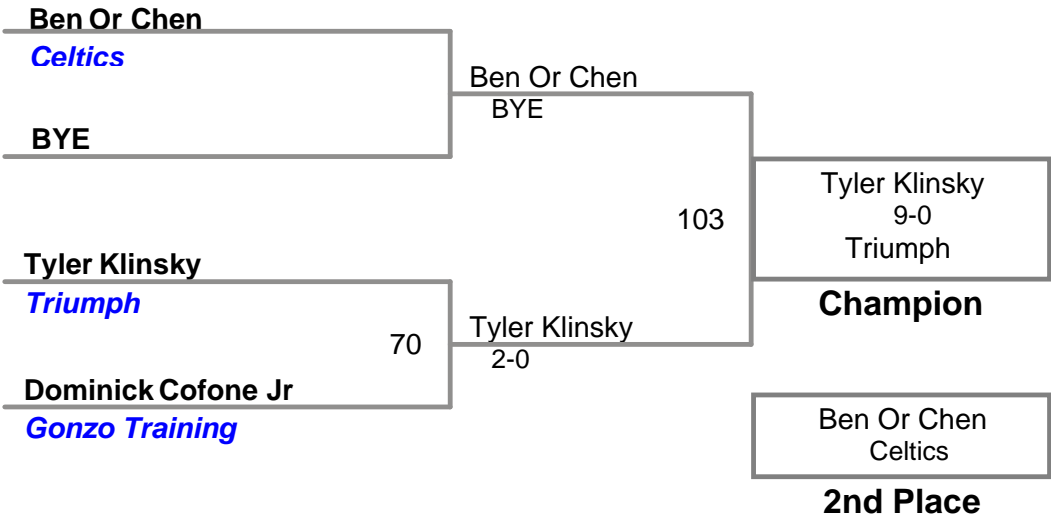 Ben Or Chen
Celtics
BYE
Tyler Klinsky
Triumph
70
Dominick Cofone Jr
Gonzo Training
Ben Or Chen
BYE
103
Tyler Klinsky
2-0
Tyler Klinsky
9-0
Triumph
Champion
Ben Or Chen
Celtics
2nd Place